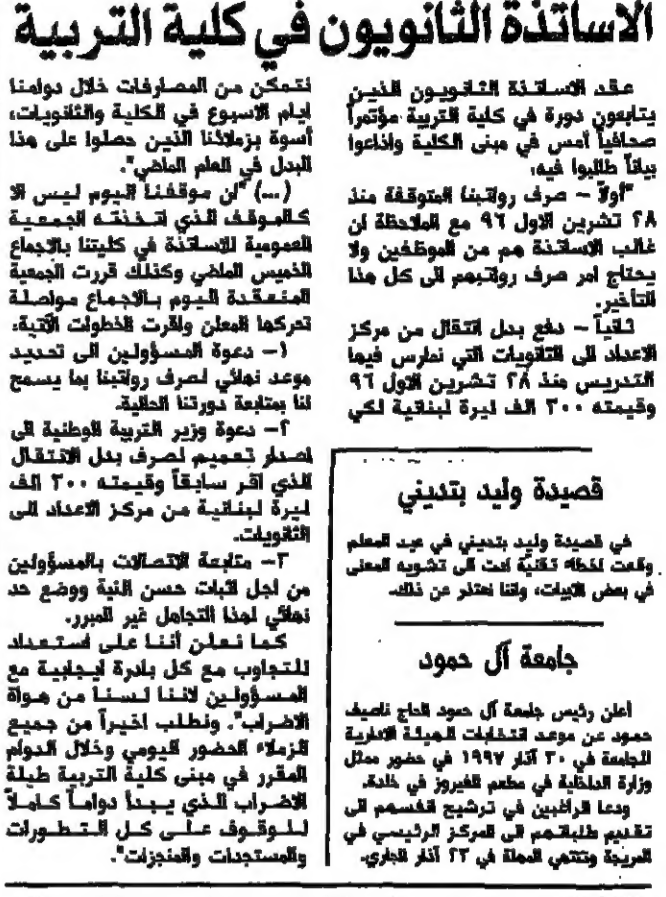 الاساتذة الثانويون في كلية التربية
عقد الاساتذة الثانويون الذين
يتابعون دورة في كلية التربية مؤتمراً
صحافياً أمس في مبنى الكلية واذاعوا
بياناً طالبوا فيه:
"أولاً – صرف رواتبنا المتوقفة منذ
٢٨ تشرين الاول ٩٦ مع الملاحظة ان
غالب الاساتذة هم من الموظفين ولا
يحتاج امر صرف رواتبهم الى كل هذا
التأخير.
ثانياً – دفع بدل انتقال من مركز
الاعداد الى الثانويات التي نمارس فيها
التدريس منذ ٢٨ تشرين الاول ٩٦
وقيمته ٣٠٠ الف ليرة لبنانية لكي
نتمكن من المصارفات خلال دوامنا
ايام الاسبوع في الكلية والثانويات،
أسوة بزملائنا الذين حصلوا على هذا
البدل في العام الماضي".
(...) "ان موقفنا اليوم ليس الا
كالموقف الذي اتخذته الجمعية
العمومية للاساتذة في كليتنا بالاجماع
الخميس الماضي وكذلك قررت الجمعية
المنعقدة اليوم بالاجماع مواصلة
تحركها المعلن واقرت الخطوات الآتية:
١– دعوة المسؤولين الى تحديد
موعد نهائي لصرف رواتبنا بما يسمح
لنا بمتابعة دورتنا الحالية.
٢– دعوة وزير التربية الوطنية الى
اصدار تعميم لصرف بدل الانتقال
الذي اقر سابقاً وقيمته ٣٠٠ الف
ليرة لبنانية من مركز الاعداد الى
الثانويات.
٣– متابعة الاتصالات بالمسؤولين
من اجل اثبات حسن النية ووضع حد
نهائي لهذا التجاهل غير المبرر.
كما نعلن أننا على استعداد
للتجاوب مع كل بادرة ايجابية مع
المسؤولين لاننا لسنا من هواة
الاضراب". ونطلب اخيراً من جميع
الزملاء الحضور اليومي وخلال الدوام
المقرر في مبنى كلية التربية طيلة
الاضراب الذي يبدأ دواماً كاملاً
للوقوف على كل التطورات
والمستجدات والمنجزات".
قصيدة وليد بتديني
في قصيدة وليد بتديني في عيد المعلم
وقعت اخطاء تقنية ادت الى تشويه المعنى
في بعض الابيات، واننا نعتذر عن ذلك.
جامعة آل حمود
أعلن رئيس جامعة آل حمود الحاج ناصيف
حمود عن موعد انتخابات الهيئة الادارية
للجامعة في ٣٠ آذار ١٩٩٧ في حضور ممثل
وزارة الداخلية في مطعم الفيروز في خلدة.
ودعا الراغبين في ترشيح انفسهم الى
تقديم طلباتهم الى المركز الرئيسي في
المريجة وتنتهي المهلة في ٢٣ آذار الجاري.